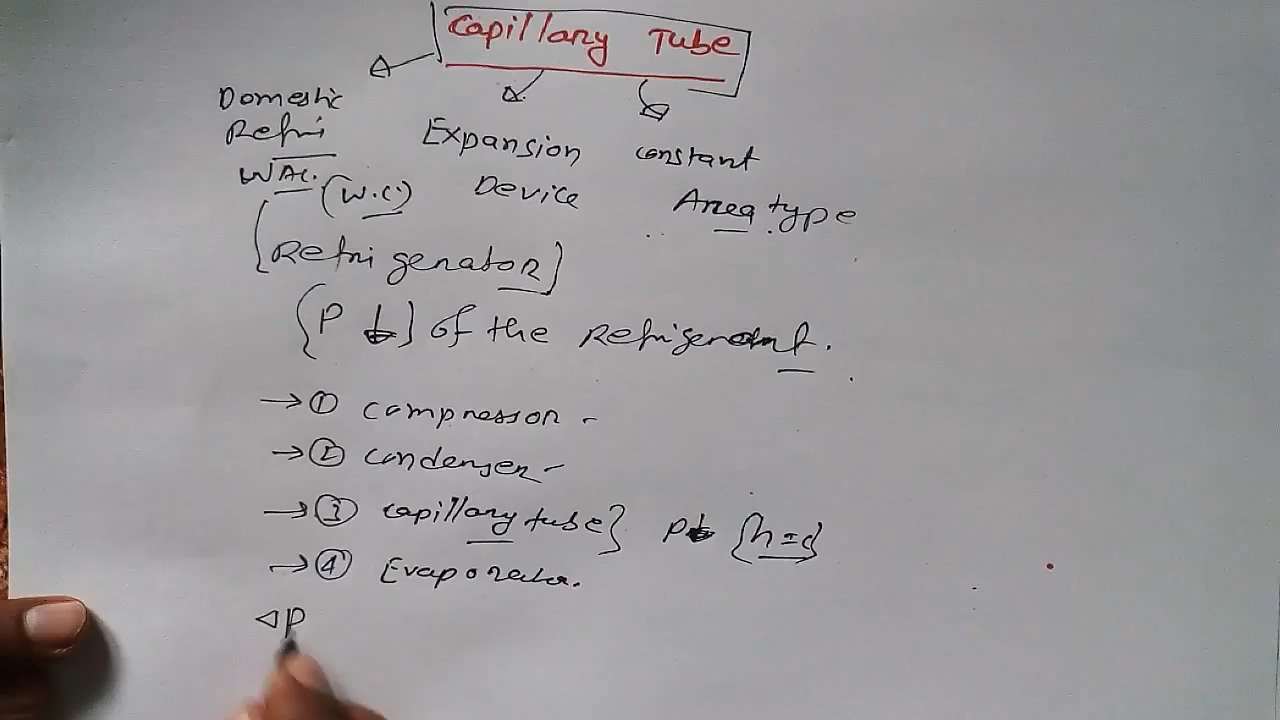 Capillary Tube
Domestic
Refri
WAC. (W.C)
Expansion
Device
constant
Area type
{Refrigerator}
{P ↓} of the Refrigerant.
→ ① compressor -
→ ② condenser -
→ ③ capillary tube} P↓ {h=c}
→ ④ Evaporator.
ΔP